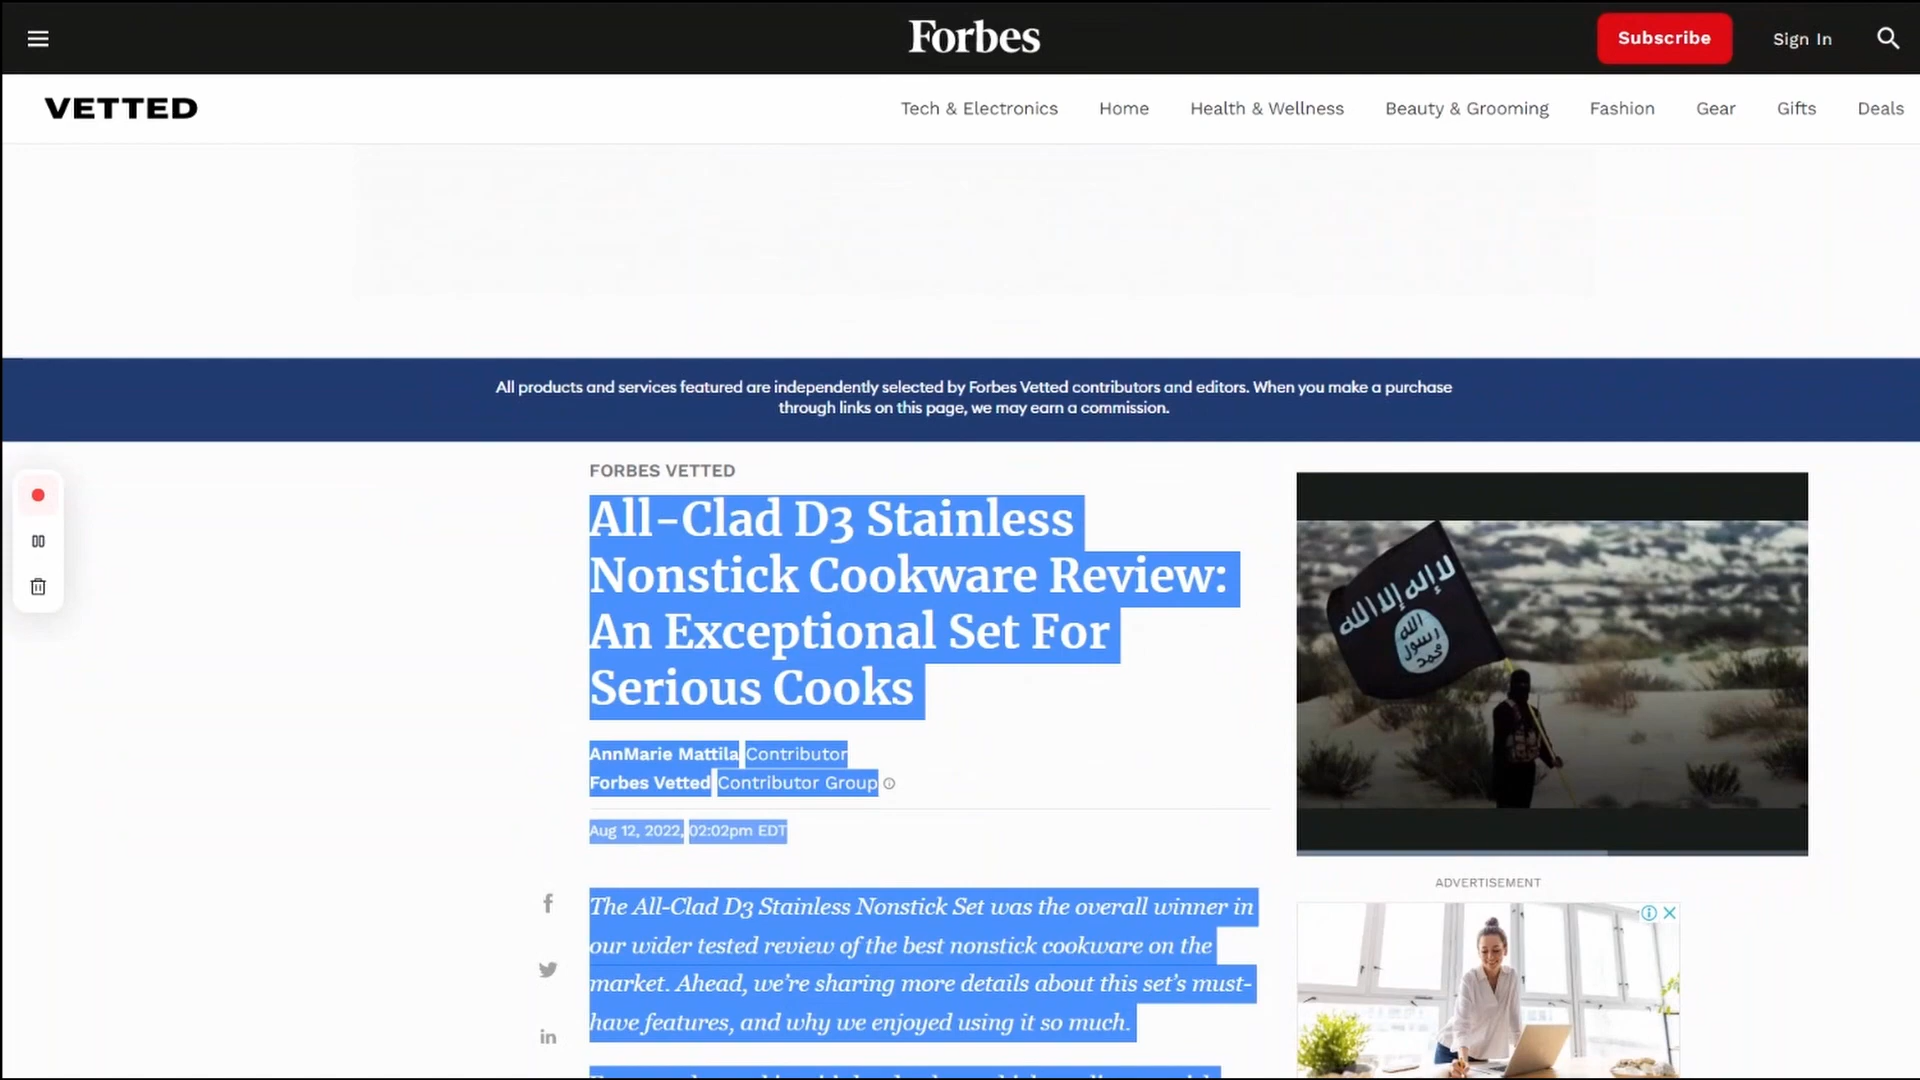 Forbes
Subscribe
Sign In
VETTED
Tech & Electronics
Home
Health & Wellness
Beauty & Grooming
Fashion
Gear
Gifts
Deals
All products and services featured are independently selected by Forbes Vetted contributors and editors. When you make a purchase
through links on this page, we may earn a commission.
FORBES VETTED
All-Clad D3 Stainless
Nonstick Cookware Review:
An Exceptional Set For
Serious Cooks
AnnMarie Mattila Contributor
Forbes Vetted Contributor Group
Aug 12, 2022, 02:02pm EDT
The All-Clad D3 Stainless Nonstick Set was the overall winner in
our wider tested review of the best nonstick cookware on the
market. Ahead, we’re sharing more details about this set’s must-
have features, and why we enjoyed using it so much.
لا إله إلا الله
الله
رسول
محمد
ADVERTISEMENT